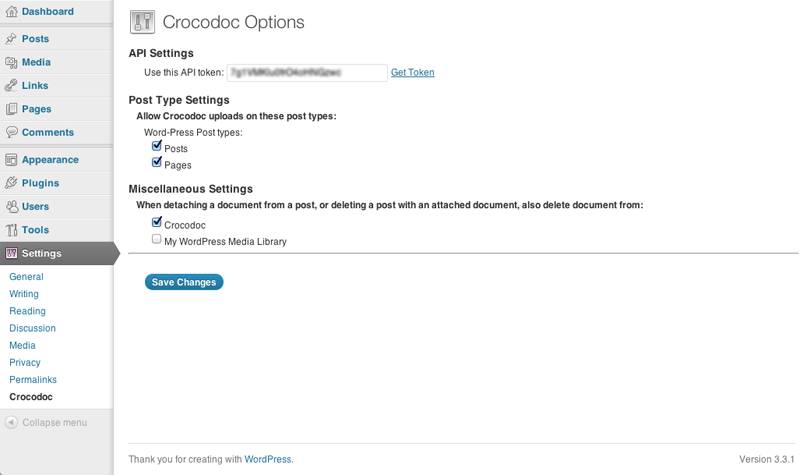 Dashboard
Posts
Media
Links
Pages
Comments
Appearance
Plugins
Users
Tools
Settings
General
Writing
Reading
Discussion
Media
Privacy
Permalinks
Crocodoc
Collapse menu
Crocodoc Options
API Settings
Use this API token: Get Token
Post Type Settings
Allow Crocodoc uploads on these post types:
Word-Press Post types:
Posts
Pages
Miscellaneous Settings
When detaching a document from a post, or deleting a post with an attached document, also delete document from:
Crocodoc
My WordPress Media Library
Save Changes
Thank you for creating with WordPress.
Version 3.3.1